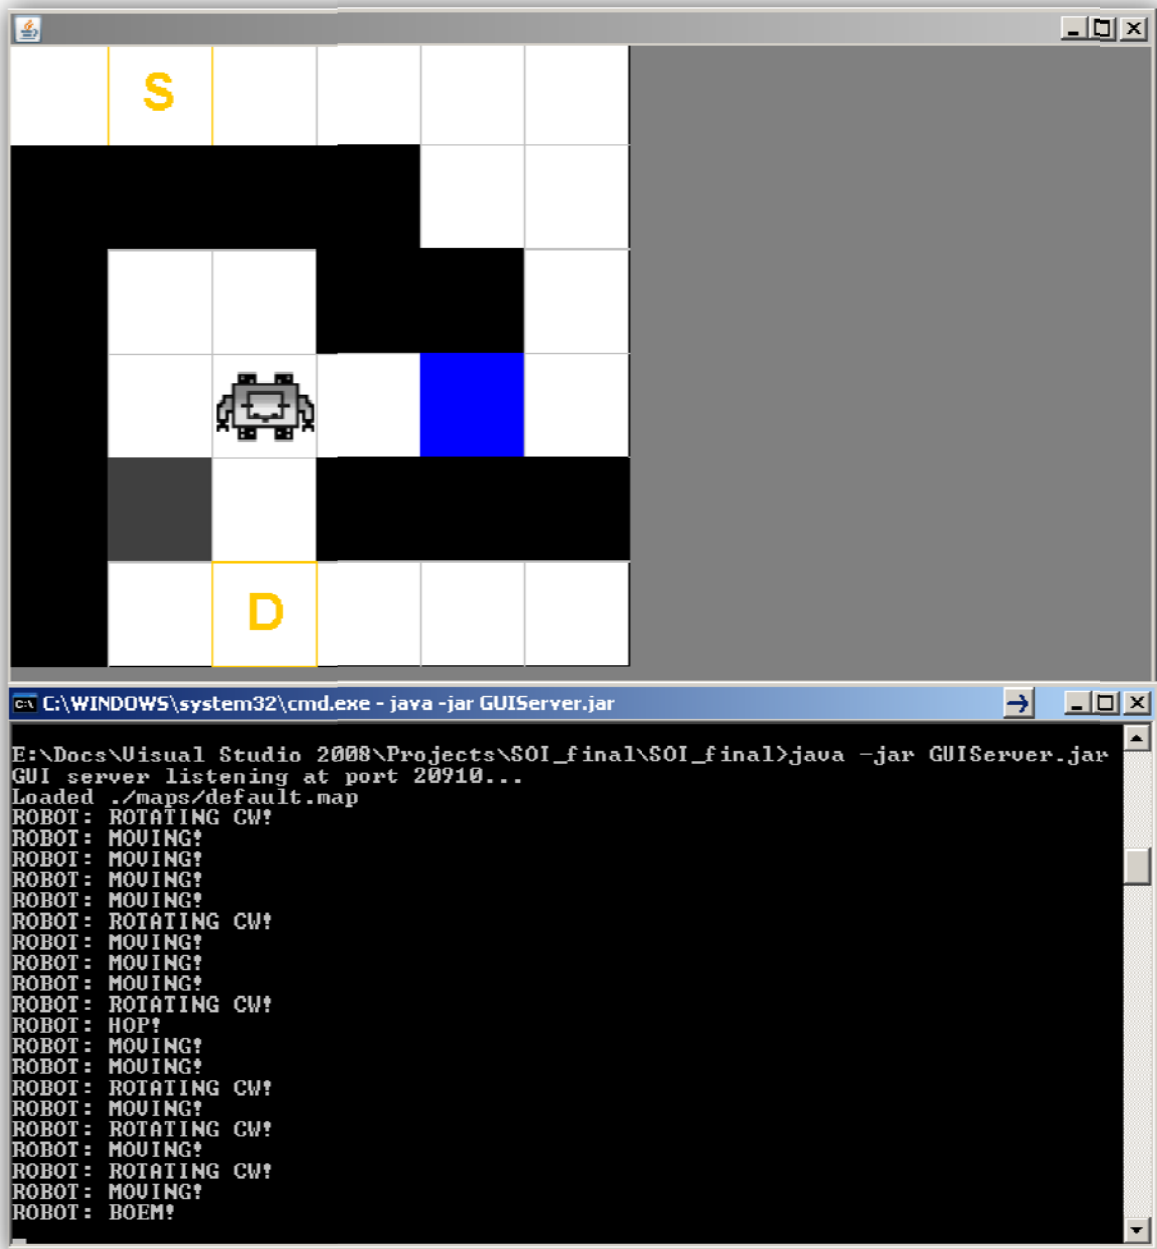 S
D
C:\WINDOWS\system32\cmd.exe - java -jar GUIServer.jar
E:\Docs\Visual Studio 2008\Projects\SOI_final\SOI_final>java -jar GUIServer.jar
GUI server listening at port 20910...
Loaded ./maps/default.map
ROBOT: ROTATING CW!
ROBOT: MOVING!
ROBOT: MOVING!
ROBOT: MOVING!
ROBOT: MOVING!
ROBOT: ROTATING CW!
ROBOT: MOVING!
ROBOT: MOVING!
ROBOT: MOVING!
ROBOT: ROTATING CW!
ROBOT: HOP!
ROBOT: MOVING!
ROBOT: MOVING!
ROBOT: ROTATING CW!
ROBOT: MOVING!
ROBOT: ROTATING CW!
ROBOT: MOVING!
ROBOT: ROTATING CW!
ROBOT: MOVING!
ROBOT: BOEM!